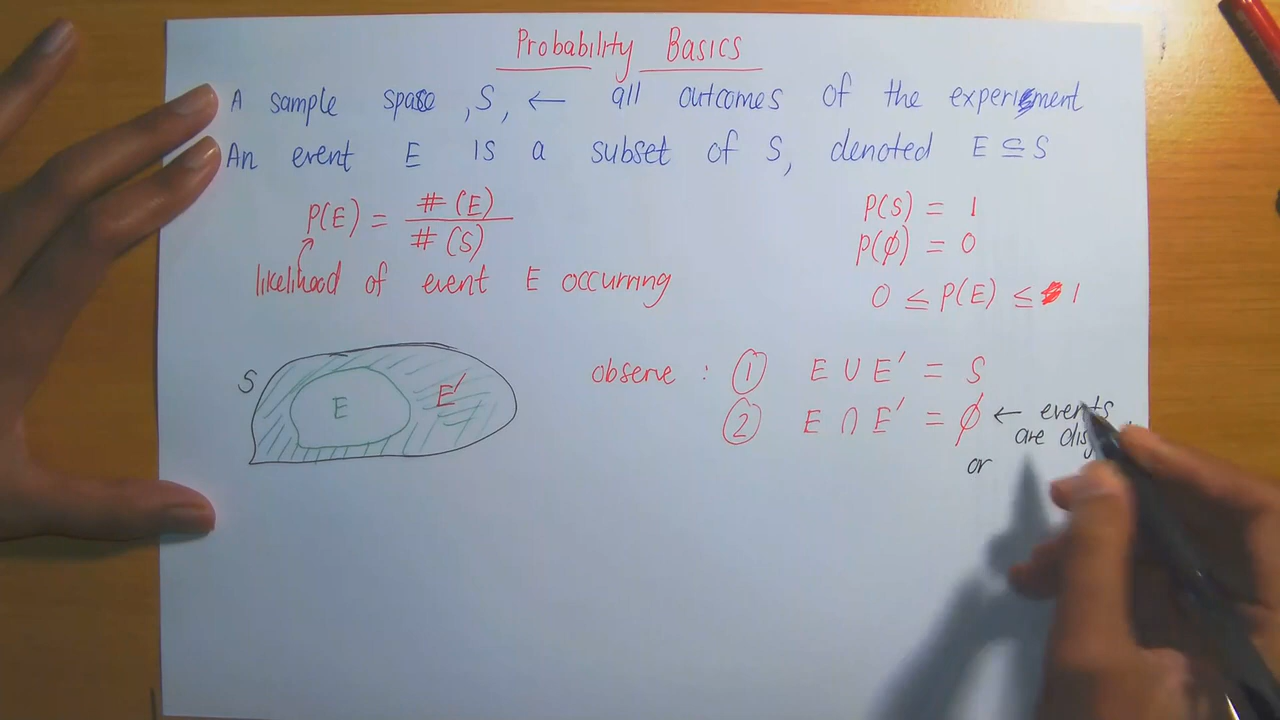 Probability Basics
A sample space, S, ← all outcomes of the experiment
An event E is a subset of S, denoted E ⊆ S
P(E) = #(E) / #(S)
likelihood of event E occurring
P(S) = 1
P(ϕ) = 0
0 ≤ P(E) ≤ 1
S
E
E′
observe : ① E ∪ E′ = S
② E ∩ E′ = ϕ ← events
are
or